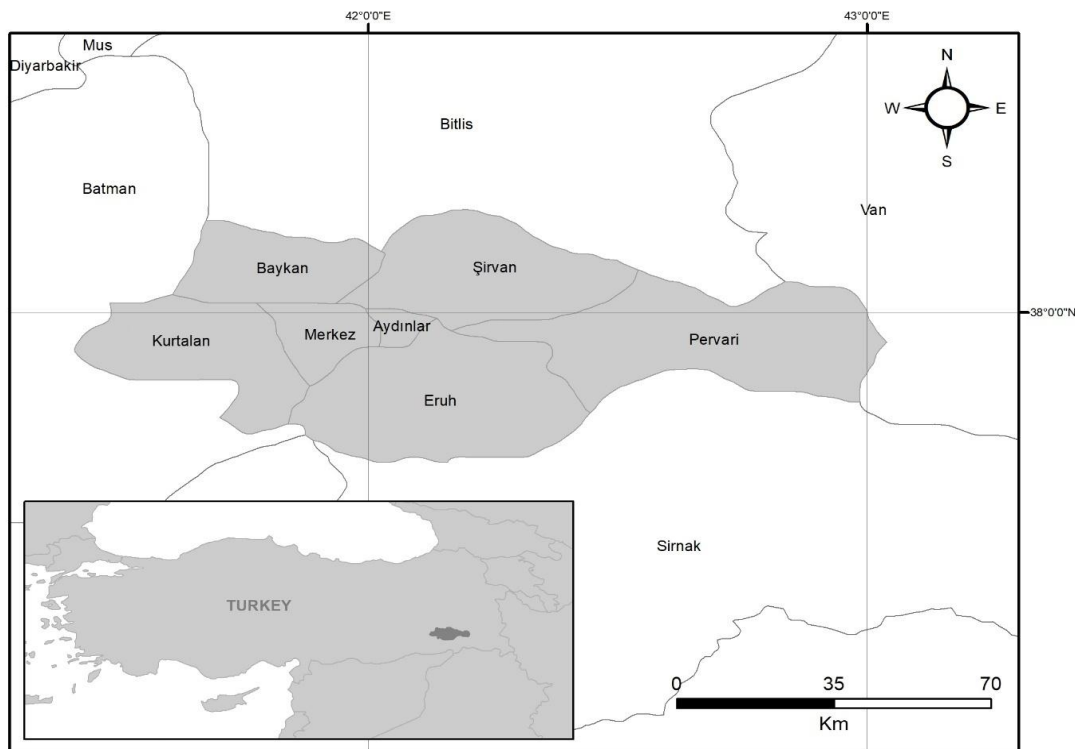 42°0'0"E
43°0'0"E
Mus
Diyarbakir
N
W
E
S
Bitlis
Batman
Van
Baykan
Şirvan
38°0'0"N
Kurtalan
Merkez
Aydınlar
Pervari
Eruh
Sirnak
TURKEY
0
35
70
Km